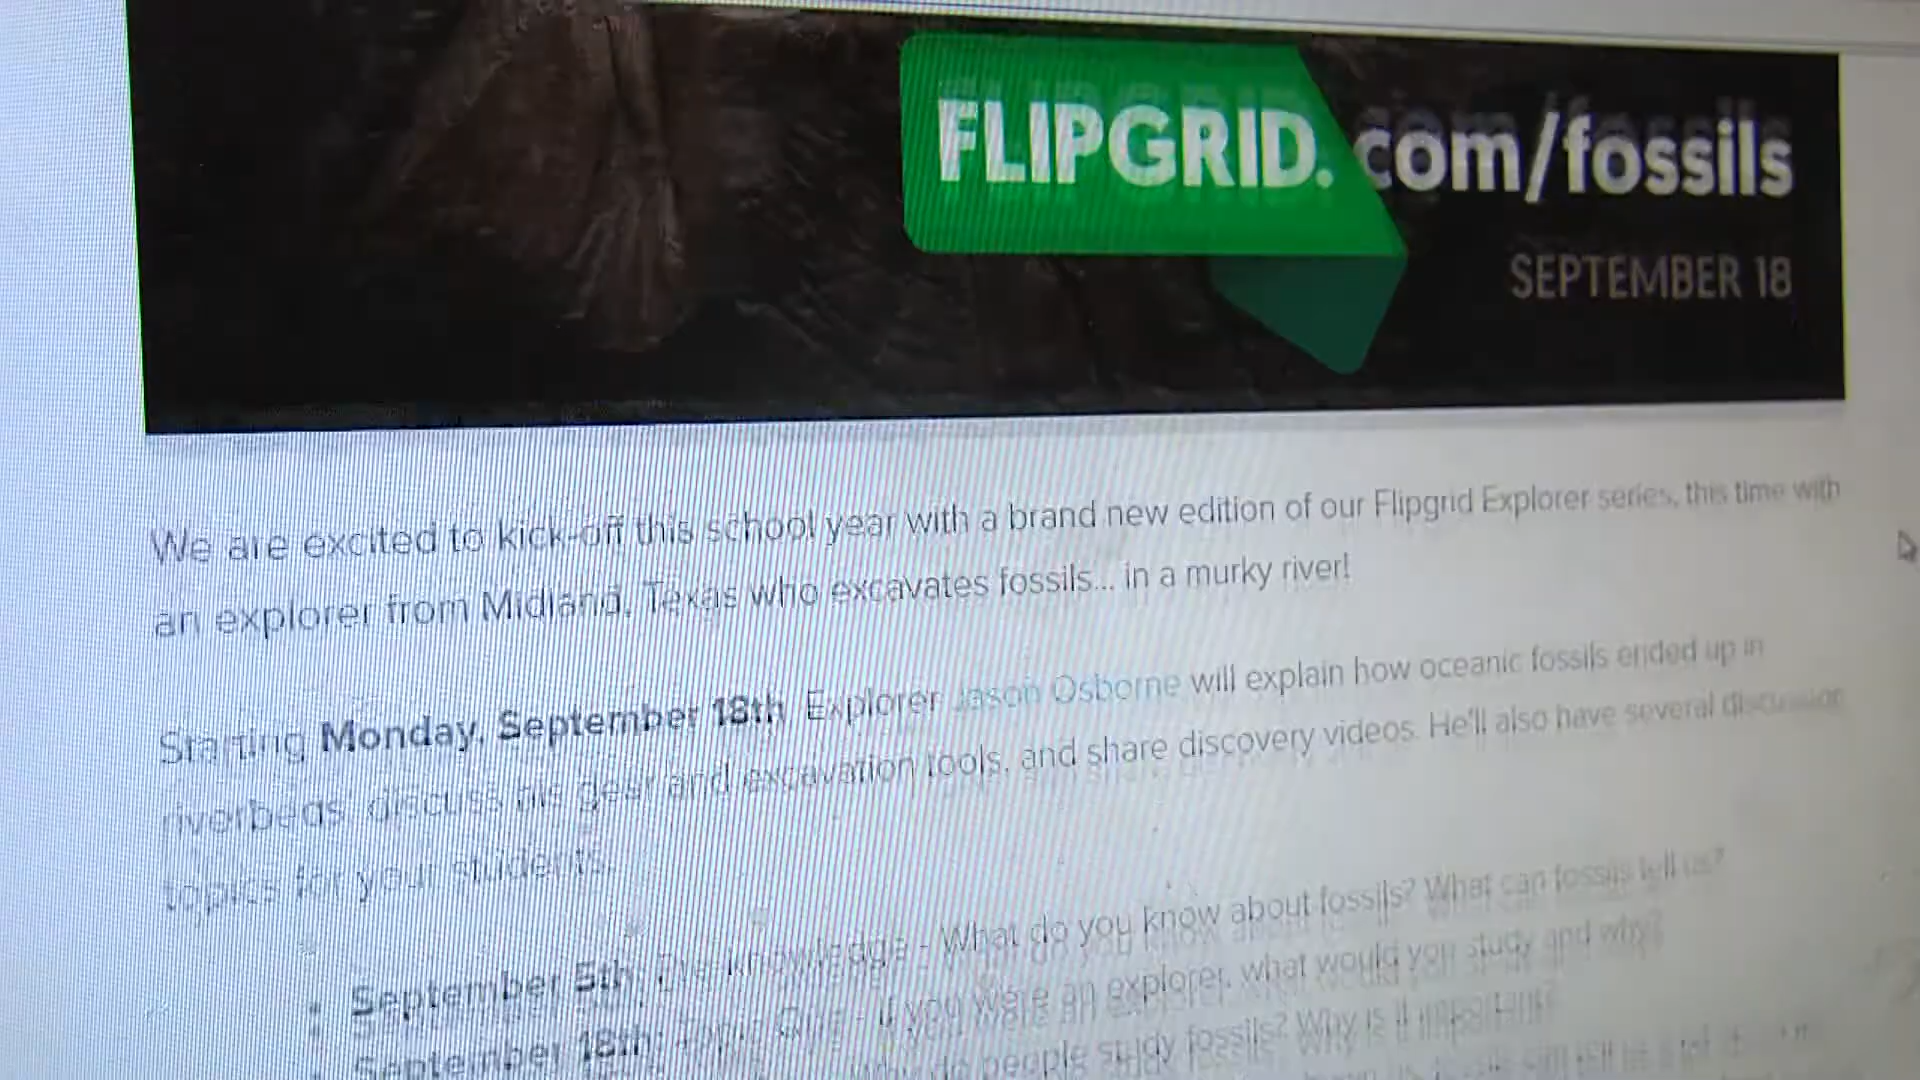 FLIPGRID.com/fossils
SEPTEMBER 18
We are excited to kick-off this school year with a brand new edition of our Flipgrid Explorer series, this time with
an explorer from Midland, Texas who excavates fossils... in a murky river!
Starting Monday, September 18th Explorer Jason Osborne will explain how oceanic fossils ended up in
riverbeds, discuss his gear and excavation tools, and share discovery videos. He'll also have several discussion
topics for your students.
September 5th: Pre-knowledge - What do you know about fossils? What can fossils tell us?
September 18th: Topic One - If you were an explorer, what would you study and why?
do people study fossils? Why is it important?